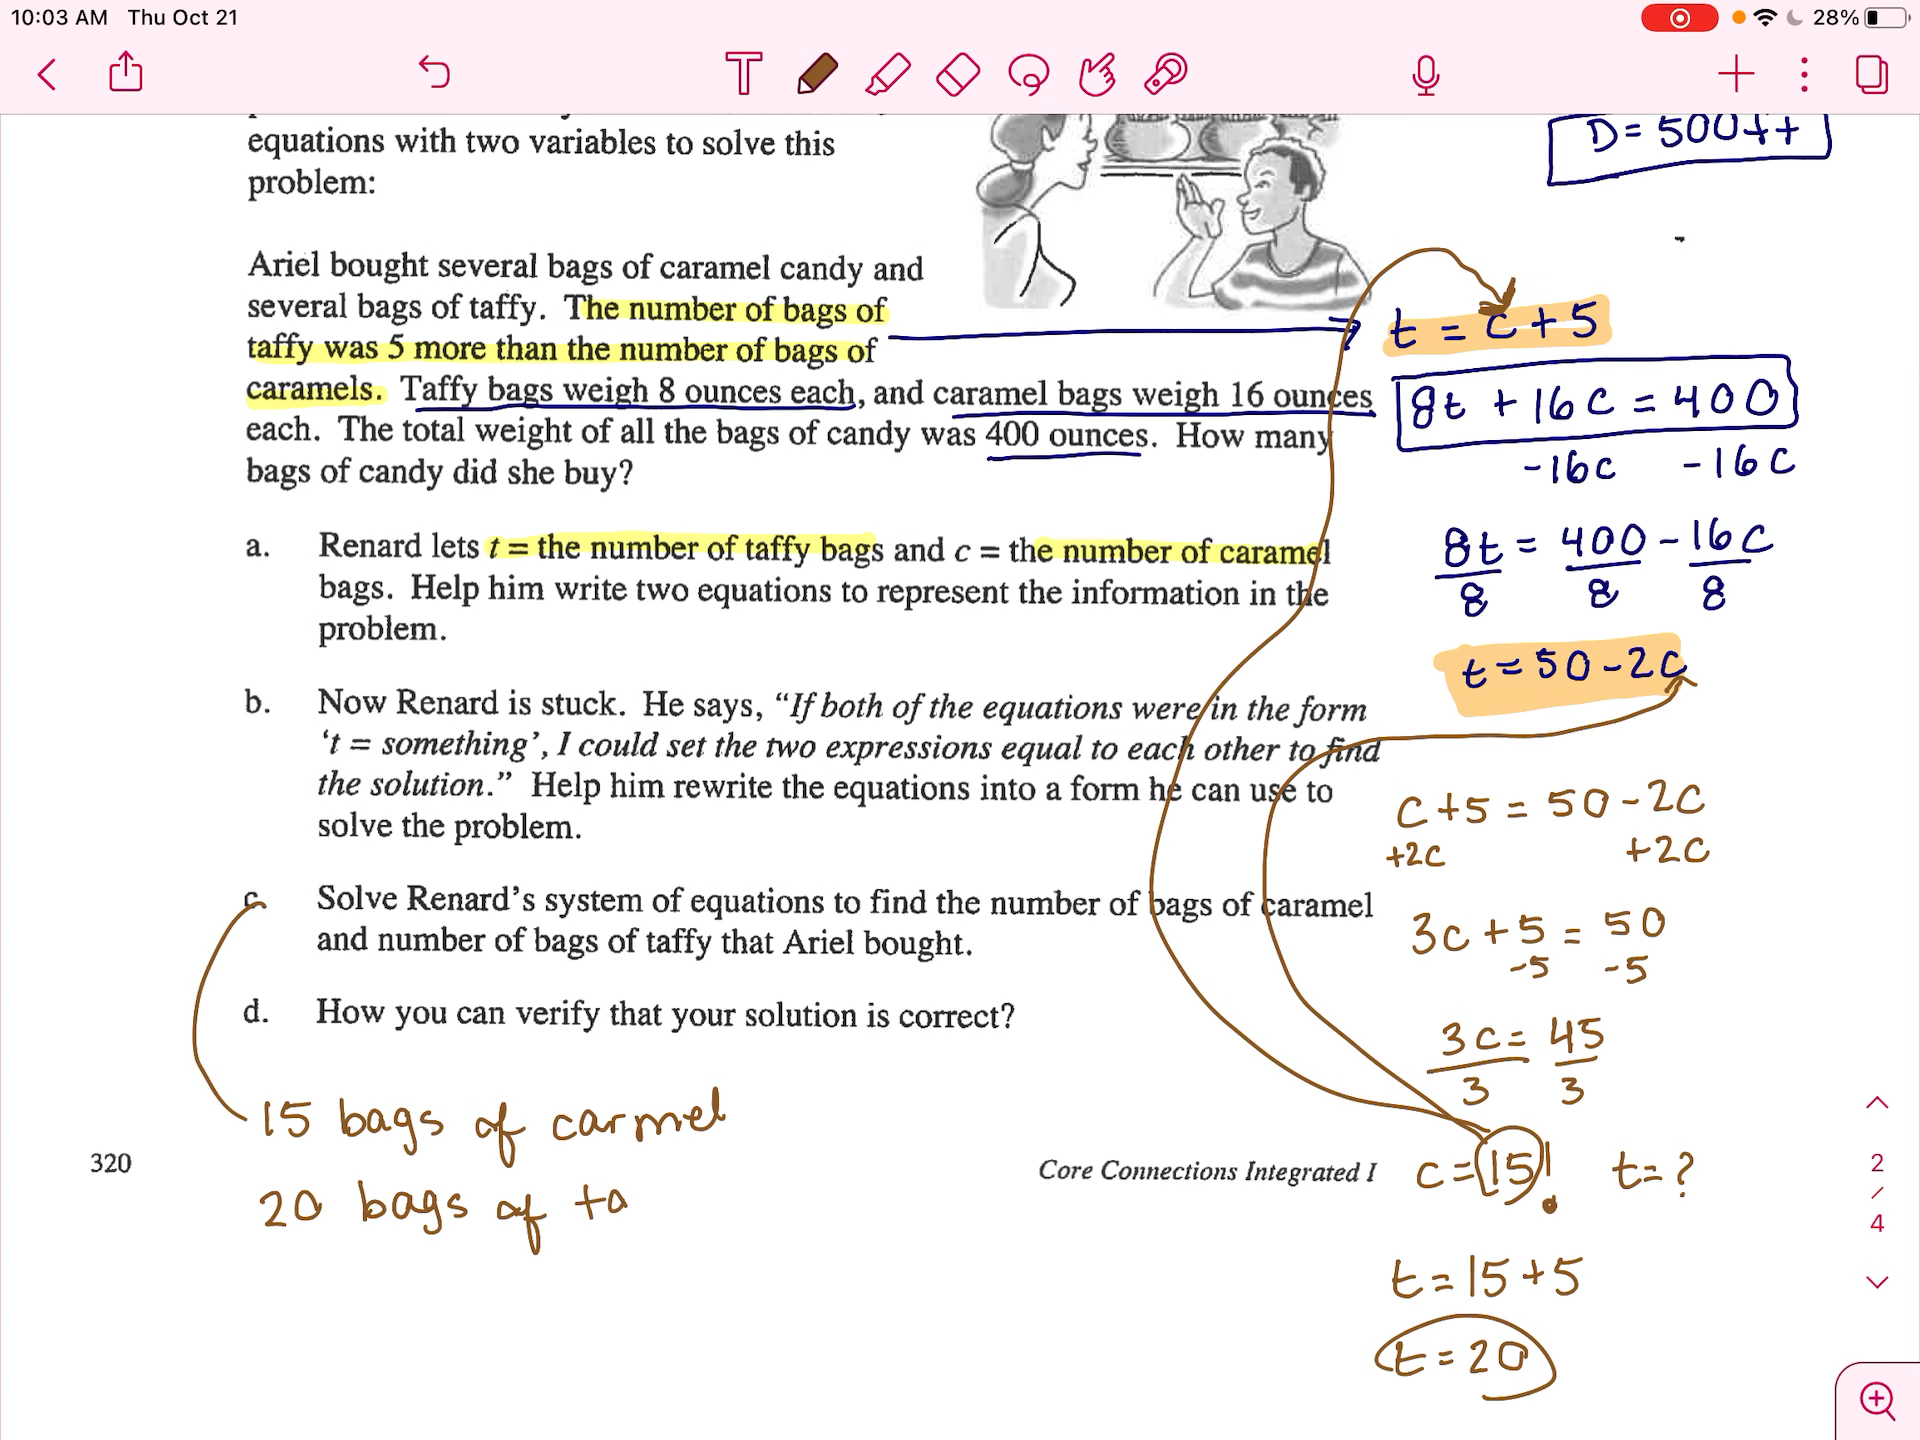 10:03 AM Thu Oct 21
28%
equations with two variables to solve this
problem:
D = 500ft
Ariel bought several bags of caramel candy and
several bags of taffy. The number of bags of
taffy was 5 more than the number of bags of
caramels. Taffy bags weigh 8 ounces each, and caramel bags weigh 16 ounces
each. The total weight of all the bags of candy was 400 ounces. How many
bags of candy did she buy?
t = c + 5
8t + 16c = 400
-16c -16c
8t = 400 - 16c
8 8 8
t = 50 - 2c
a. Renard lets t = the number of taffy bags and c = the number of caramel
bags. Help him write two equations to represent the information in the
problem.
b. Now Renard is stuck. He says, “If both of the equations were in the form
‘t = something’, I could set the two expressions equal to each other to find
the solution.” Help him rewrite the equations into a form he can use to
solve the problem.
c + 5 = 50 - 2c
+2c +2c
c. Solve Renard’s system of equations to find the number of bags of caramel
and number of bags of taffy that Ariel bought.
3c + 5 = 50
-5 -5
d. How you can verify that your solution is correct?
3c = 45
3 3
15 bags of carmel
20 bags of ta
320
Core Connections Integrated I
c = 15! t = ?
t = 15 + 5
t = 20
2
/
4